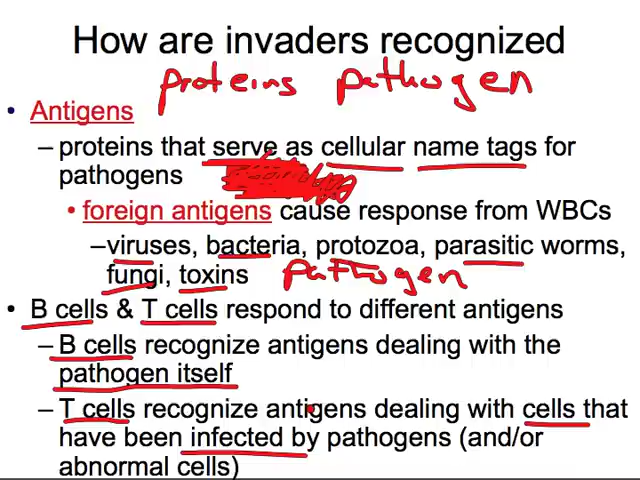 How are invaders recognized
proteins pathogen
• Antigens
– proteins that serve as cellular name tags for
pathogens
• foreign antigens cause response from WBCs
– viruses, bacteria, protozoa, parasitic worms,
fungi, toxins pathogen
• B cells & T cells respond to different antigens
– B cells recognize antigens dealing with the
pathogen itself
– T cells recognize antigens dealing with cells that
have been infected by pathogens (and/or
abnormal cells)